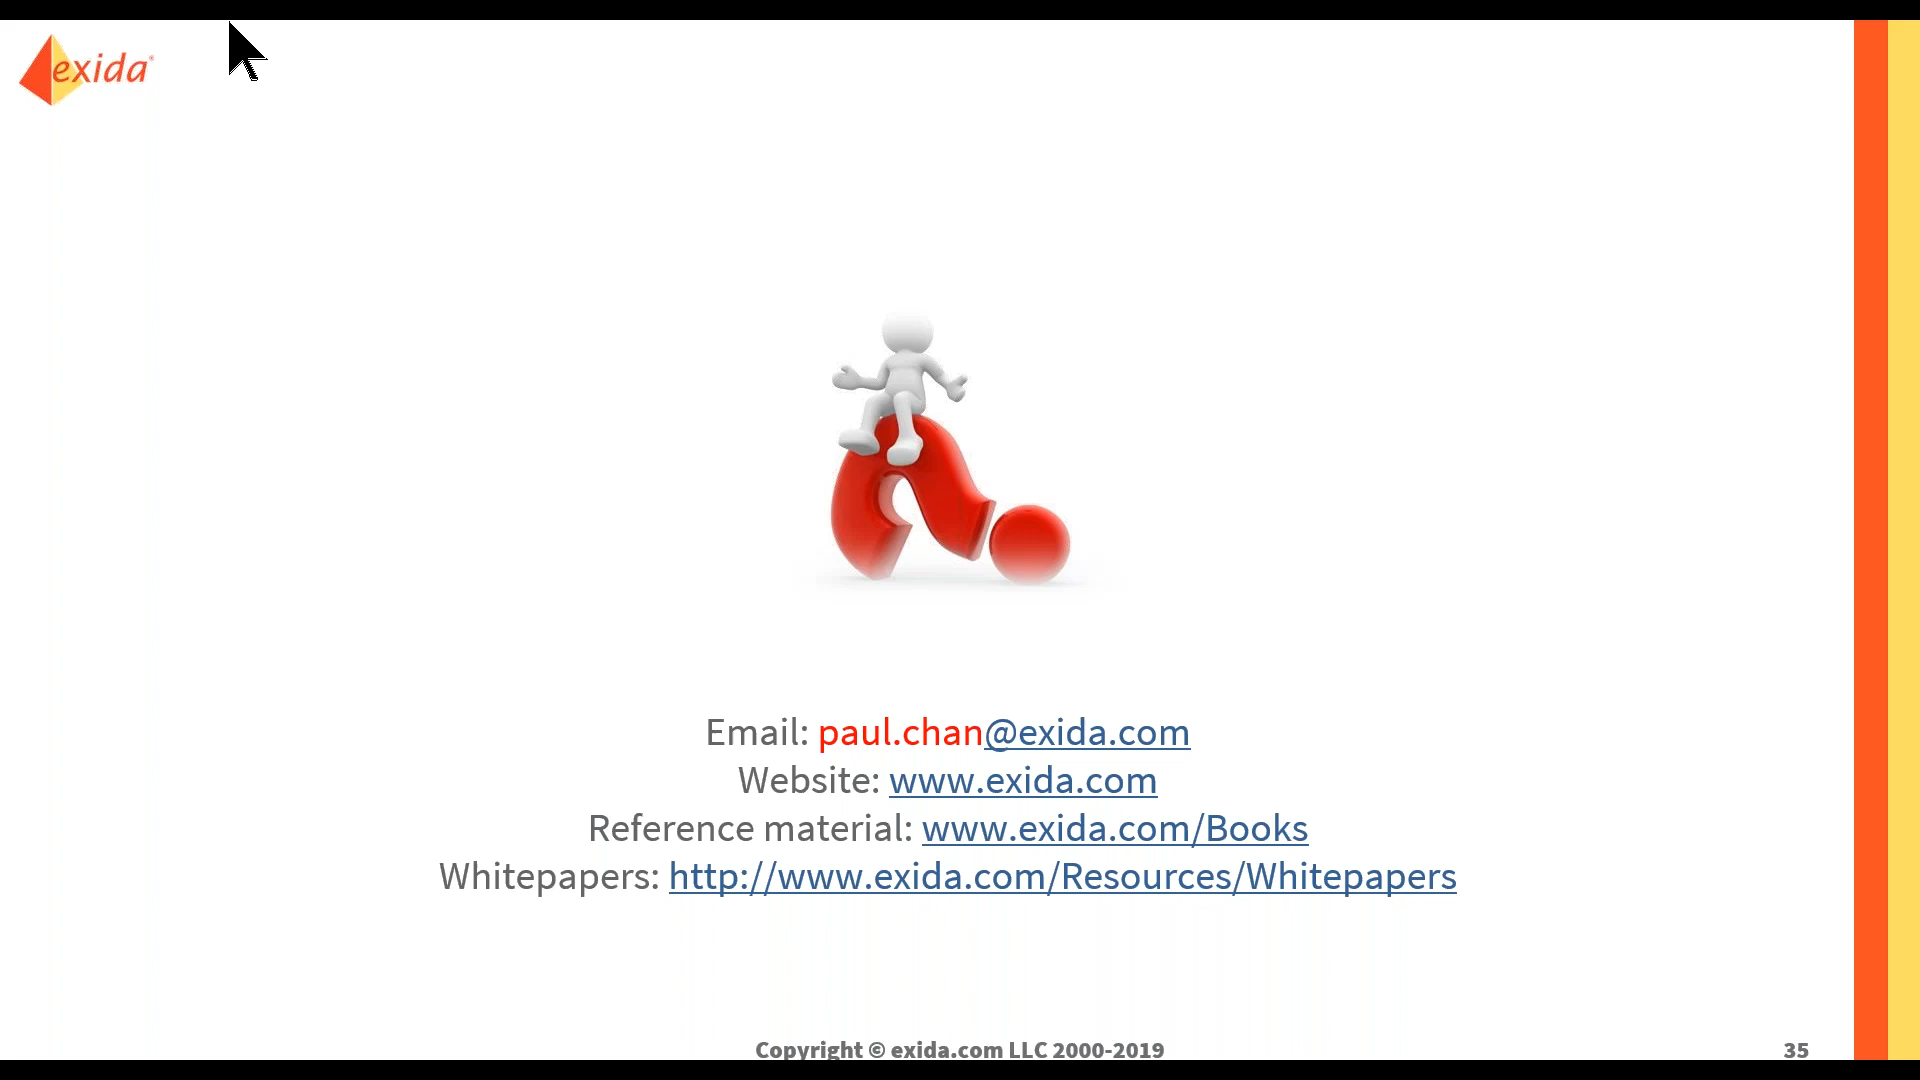 exida
Email: paul.chan@exida.com
Website: www.exida.com
Reference material: www.exida.com/Books
Whitepapers: http://www.exida.com/Resources/Whitepapers
Copyright © exida.com LLC 2000-2019
35